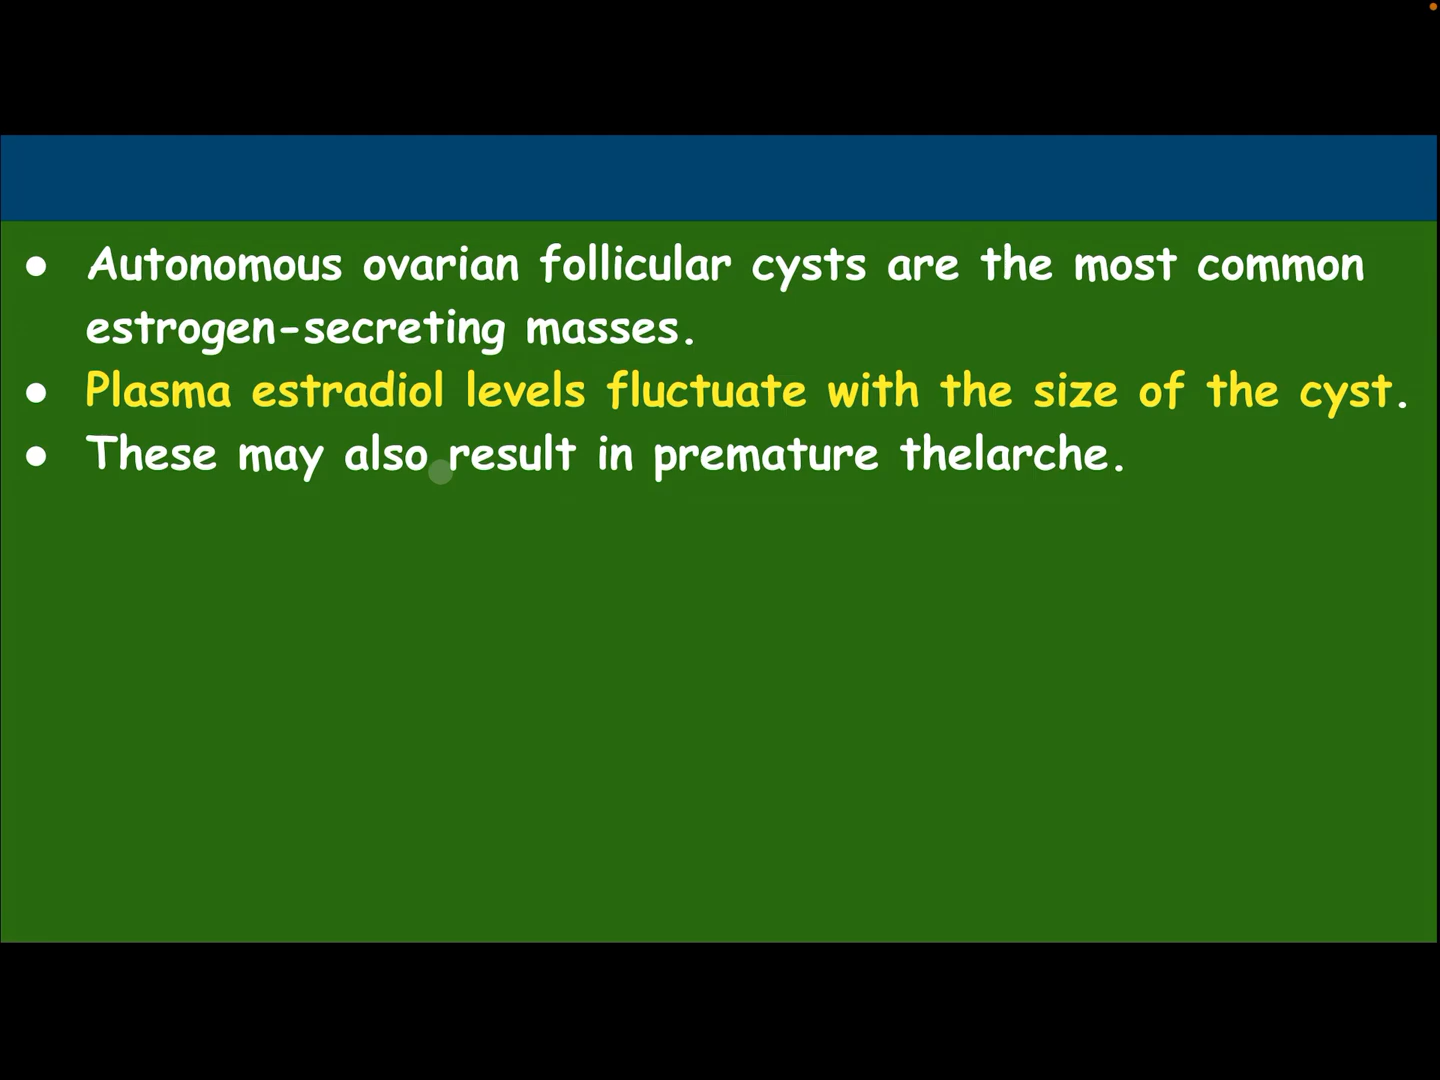 ● Autonomous ovarian follicular cysts are the most common
estrogen-secreting masses.
● Plasma estradiol levels fluctuate with the size of the cyst.
● These may also result in premature thelarche.